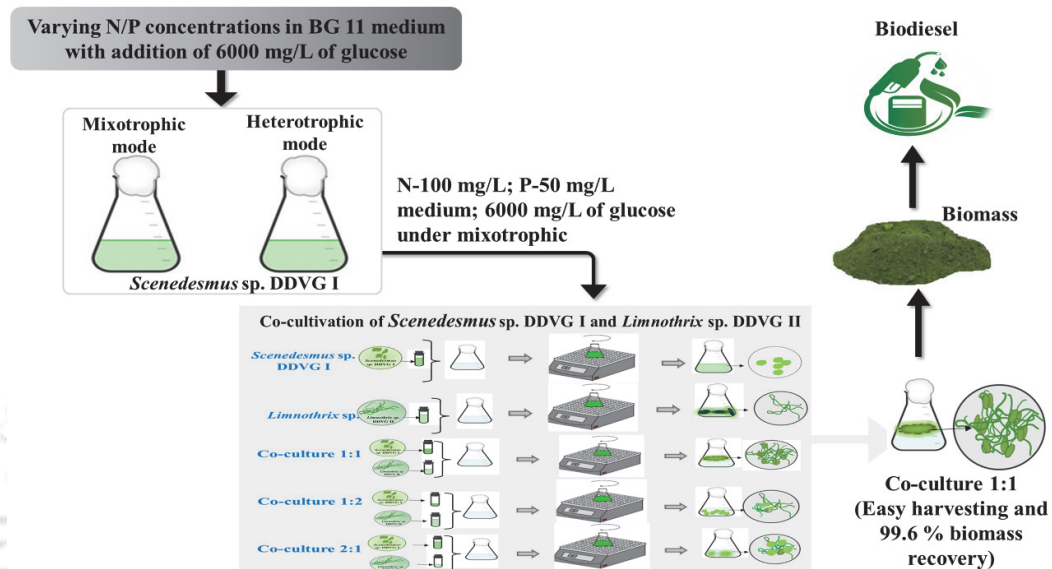 Varying N/P concentrations in BG 11 medium
with addition of 6000 mg/L of glucose
Mixotrophic
mode
Heterotrophic
mode
Scenedesmus sp. DDVG I
N-100 mg/L; P-50 mg/L
medium; 6000 mg/L of glucose
under mixotrophic
Co-cultivation of Scenedesmus sp. DDVG I and Limnothrix sp. DDVG II
Scenedesmus sp.
DDVG I
Limnothrix sp.
Co-culture 1:1
Co-culture 1:2
Co-culture 2:1
Biodiesel
Biomass
Co-culture 1:1
(Easy harvesting and
99.6 % biomass
recovery)